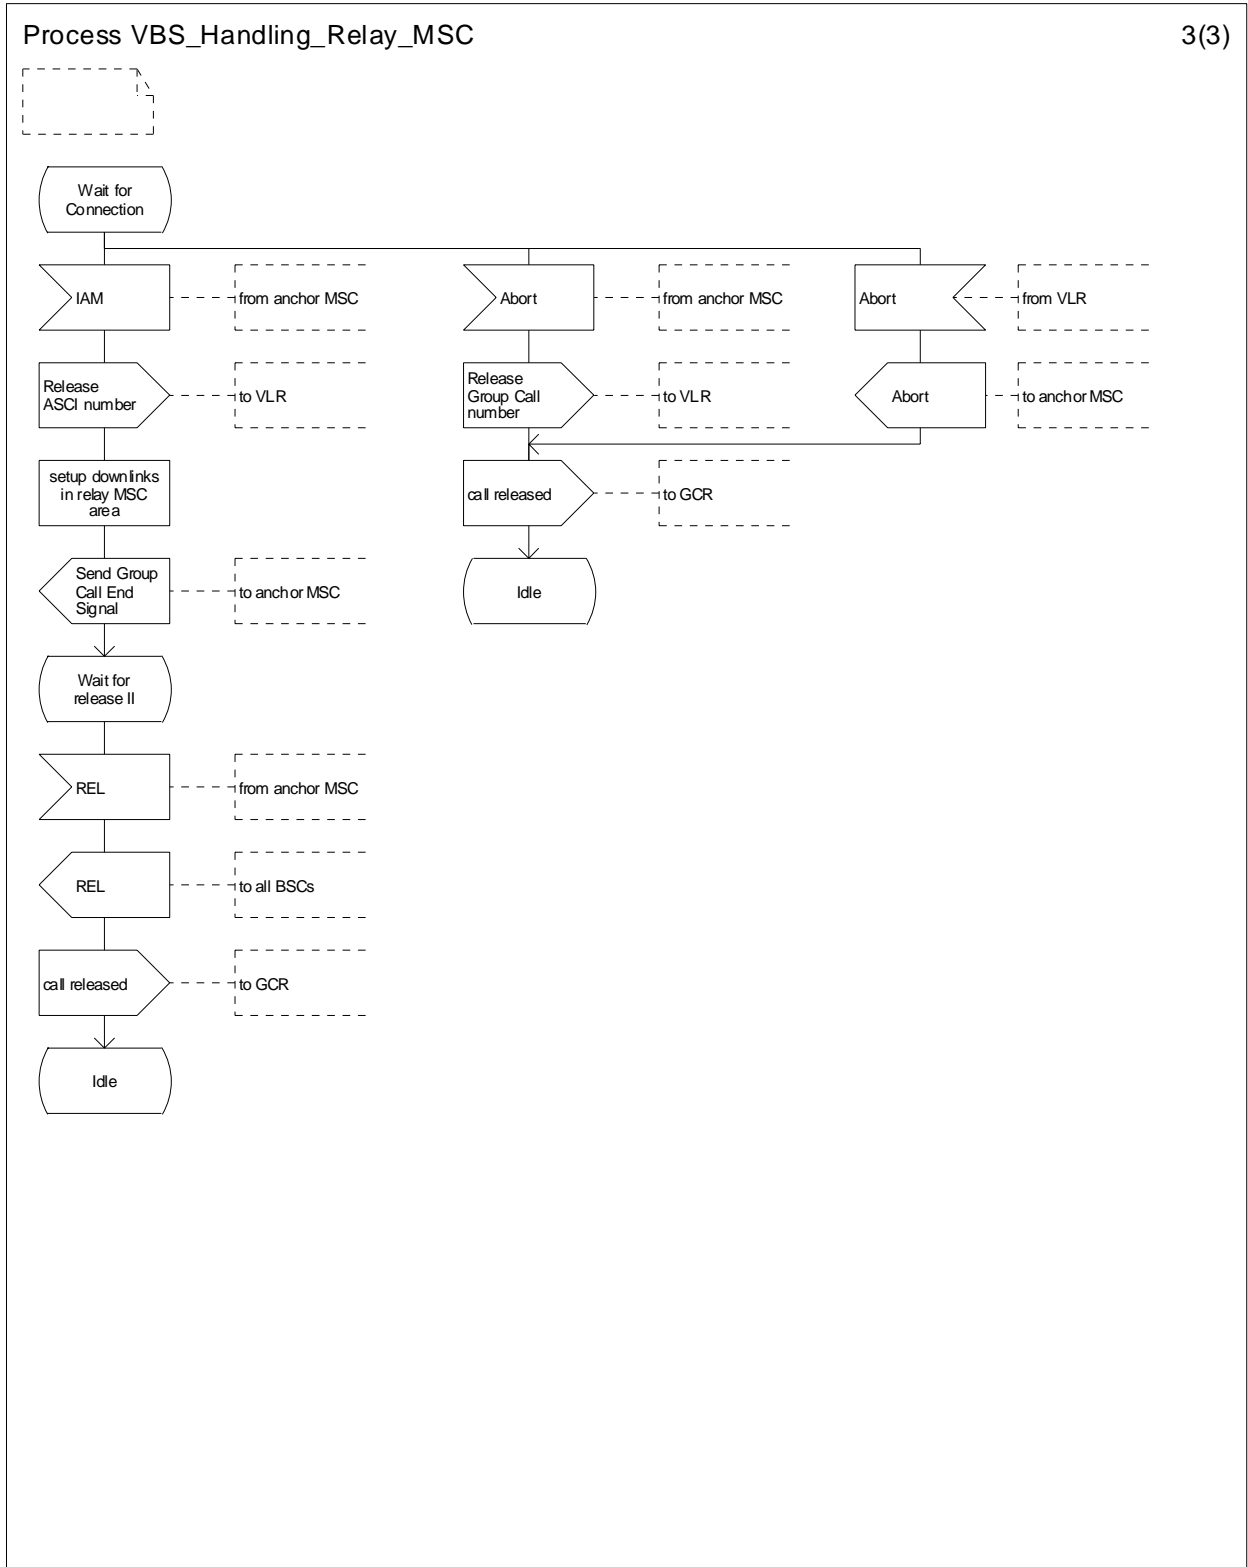 Process VBS_Handling_Relay_MSC
3(3)
Wait for
Connection
IAM
from anchor MSC
Abort
from anchor MSC
Abort
from VLR
Release
ASCI number
to VLR
Release
Group Call
number
to VLR
Abort
to anchor MSC
setup downlinks
in relay MSC
area
call released
to GCR
Send Group
Call End
Signal
to anchor MSC
Idle
Wait for
release II
REL
from anchor MSC
REL
to all BSCs
call released
to GCR
Idle